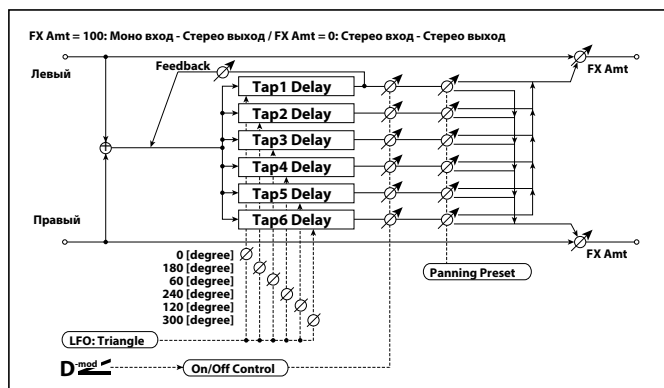 FX Amt = 100: Моно вход - Стерео выход / FX Amt = 0: Стерео вход - Стерео выход
Левый
Feedback
FX Amt
Tap1 Delay
Tap2 Delay
Tap3 Delay
Tap4 Delay
Tap5 Delay
Tap6 Delay
Правый
FX Amt
0 [degree]
180 [degree]
60 [degree]
240 [degree]
120 [degree]
300 [degree]
Panning Preset
LFO: Triangle
D-mod
On/Off Control